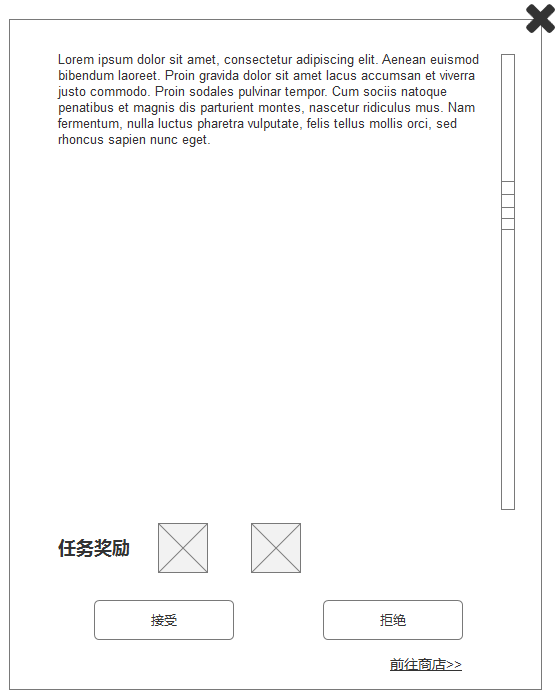 Lorem ipsum dolor sit amet, consectetur adipiscing elit. Aenean euismod
bibendum laoreet. Proin gravida dolor sit amet lacus accumsan et viverra
justo commodo. Proin sodales pulvinar tempor. Cum sociis natoque
penatibus et magnis dis parturient montes, nascetur ridiculus mus. Nam
fermentum, nulla luctus pharetra vulputate, felis tellus mollis orci, sed
rhoncus sapien nunc eget.
任务奖励
接受
拒绝
前往商店>>